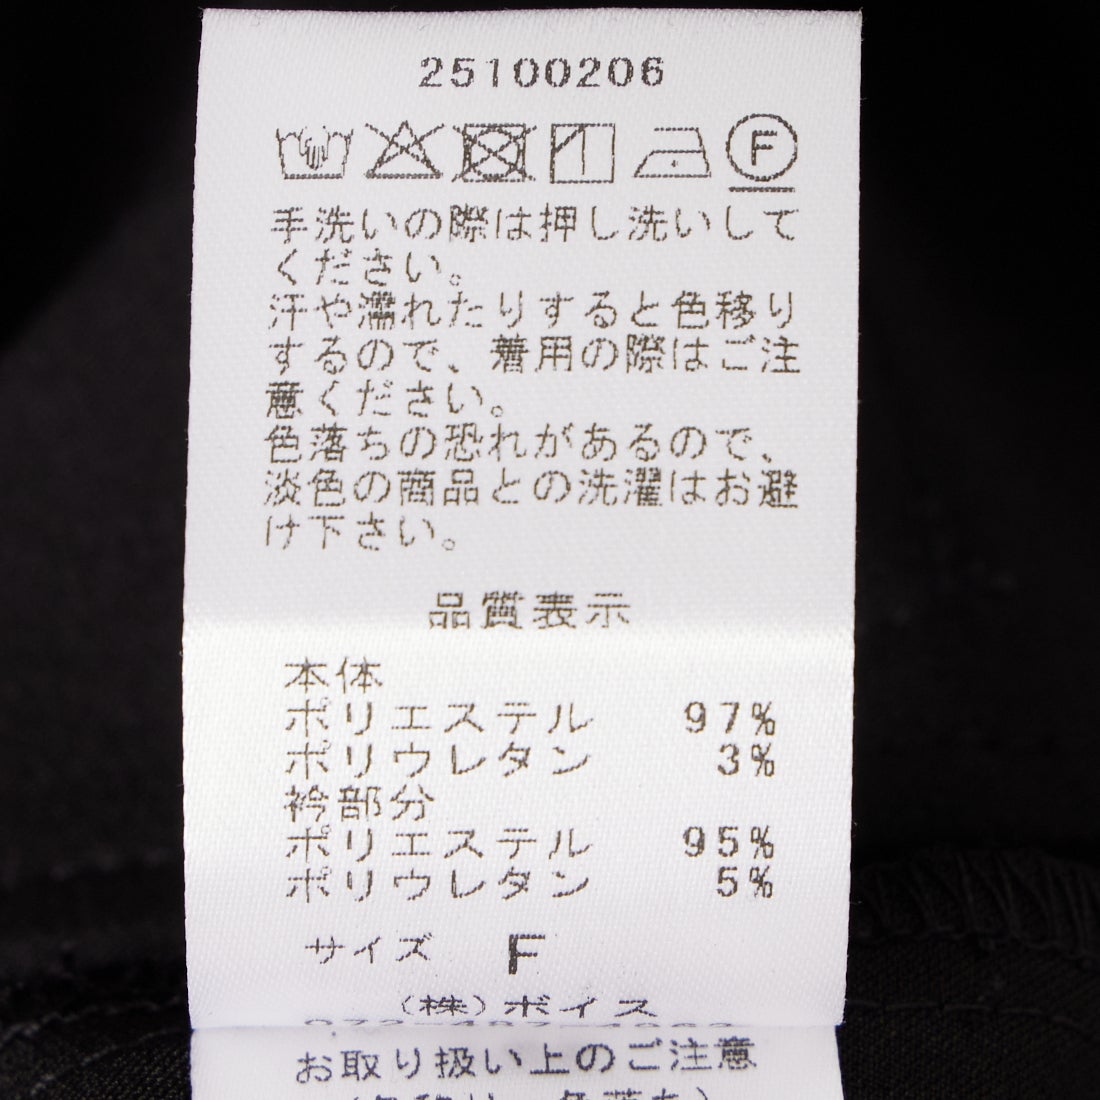 25100206
F
手洗いの際は押し洗いして
ください。
汗や濡れたりすると色移り
するので、着用の際はご注
意ください。
色落ちの恐れがあるので、
淡色の商品との洗濯はお避
け下さい。
品質表示
本体
ポリエステル 97%
ポリウレタン 3%
衿部分
ポリエステル 95%
ポリウレタン 5%
サイズ F
(株)ボイス
お取り扱い上のご注意